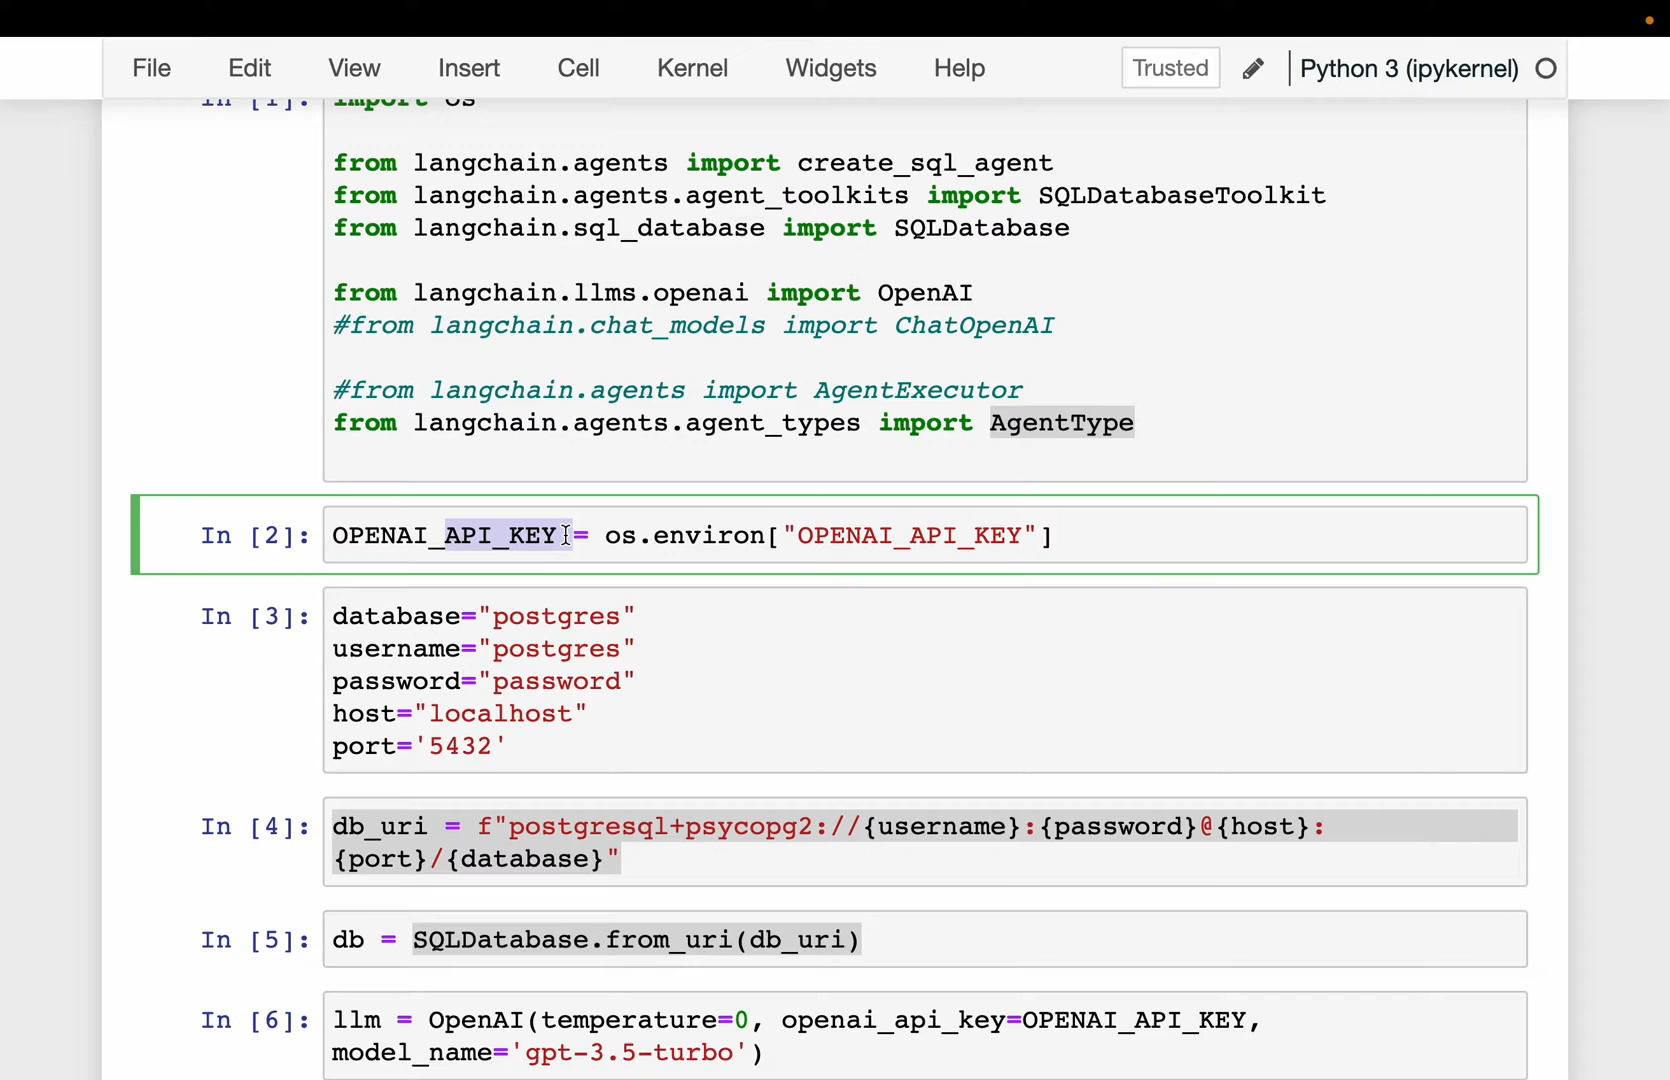 File Edit View Insert Cell Kernel Widgets Help Trusted Python 3 (ipykernel)
In [1]: import os
from langchain.agents import create_sql_agent
from langchain.agents.agent_toolkits import SQLDatabaseToolkit
from langchain.sql_database import SQLDatabase
from langchain.llms.openai import OpenAI
#from langchain.chat_models import ChatOpenAI
#from langchain.agents import AgentExecutor
from langchain.agents.agent_types import AgentType
In [2]: OPENAI_API_KEY = os.environ["OPENAI_API_KEY"]
In [3]: database="postgres"
username="postgres"
password="password"
host="localhost"
port='5432'
In [4]: db_uri = f"postgresql+psycopg2://{username}:{password}@{host}:
{port}/{database}"
In [5]: db = SQLDatabase.from_uri(db_uri)
In [6]: llm = OpenAI(temperature=0, openai_api_key=OPENAI_API_KEY,
model_name='gpt-3.5-turbo')